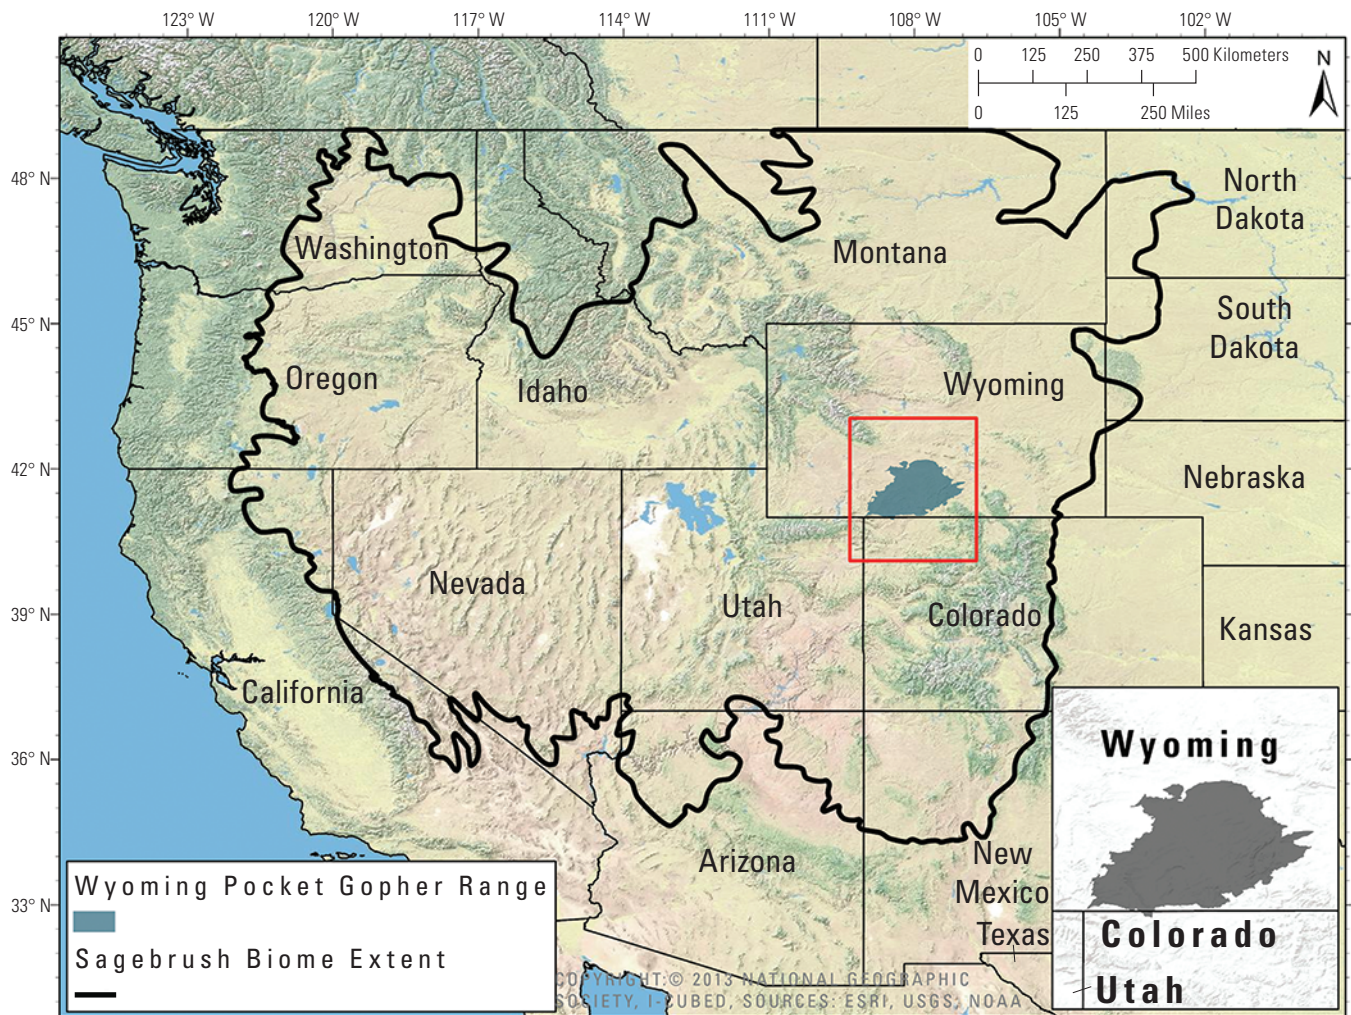 123° W 120° W 117° W 114° W 111° W 108° W 105° W 102° W
0 125 250 375 500 Kilometers
N
0 125 250 Miles
48° N
45° N
42° N
39° N
36° N
33° N
Washington
Montana
North
Dakota
South
Dakota
Oregon
Idaho
Wyoming
Nebraska
Nevada
Utah
Colorado
Kansas
California
Arizona
New
Mexico
Texas
Wyoming
Colorado
Utah
Wyoming Pocket Gopher Range
Sagebrush Biome Extent
COPYRIGHT:© 2013 NATIONAL GEOGRAPHIC
SOCIETY, I-CUBED, SOURCES: ESRI, USGS, NOAA